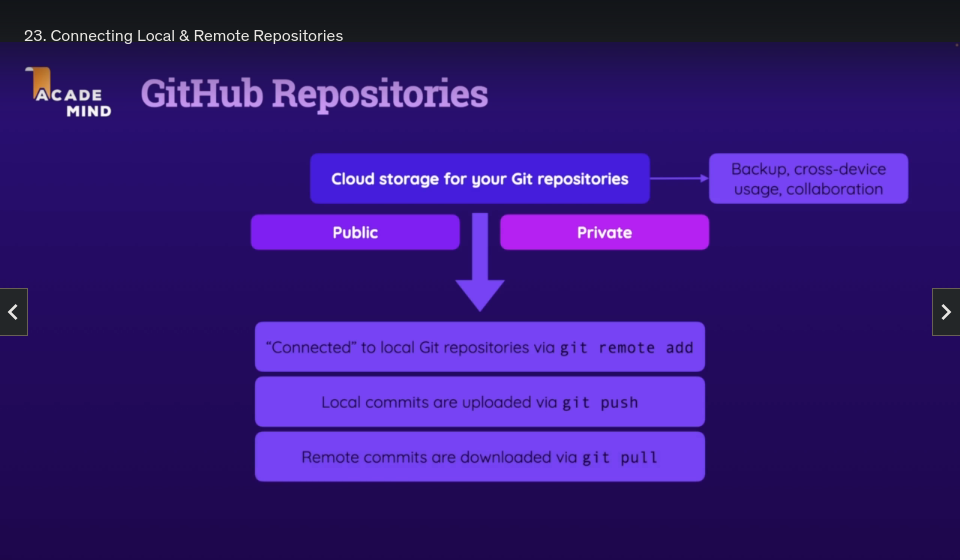 23. Connecting Local & Remote Repositories
ACADE
MIND
GitHub Repositories
Cloud storage for your Git repositories
Backup, cross-device
usage, collaboration
Public
Private
“Connected” to local Git repositories via git remote add
Local commits are uploaded via git push
Remote commits are downloaded via git pull